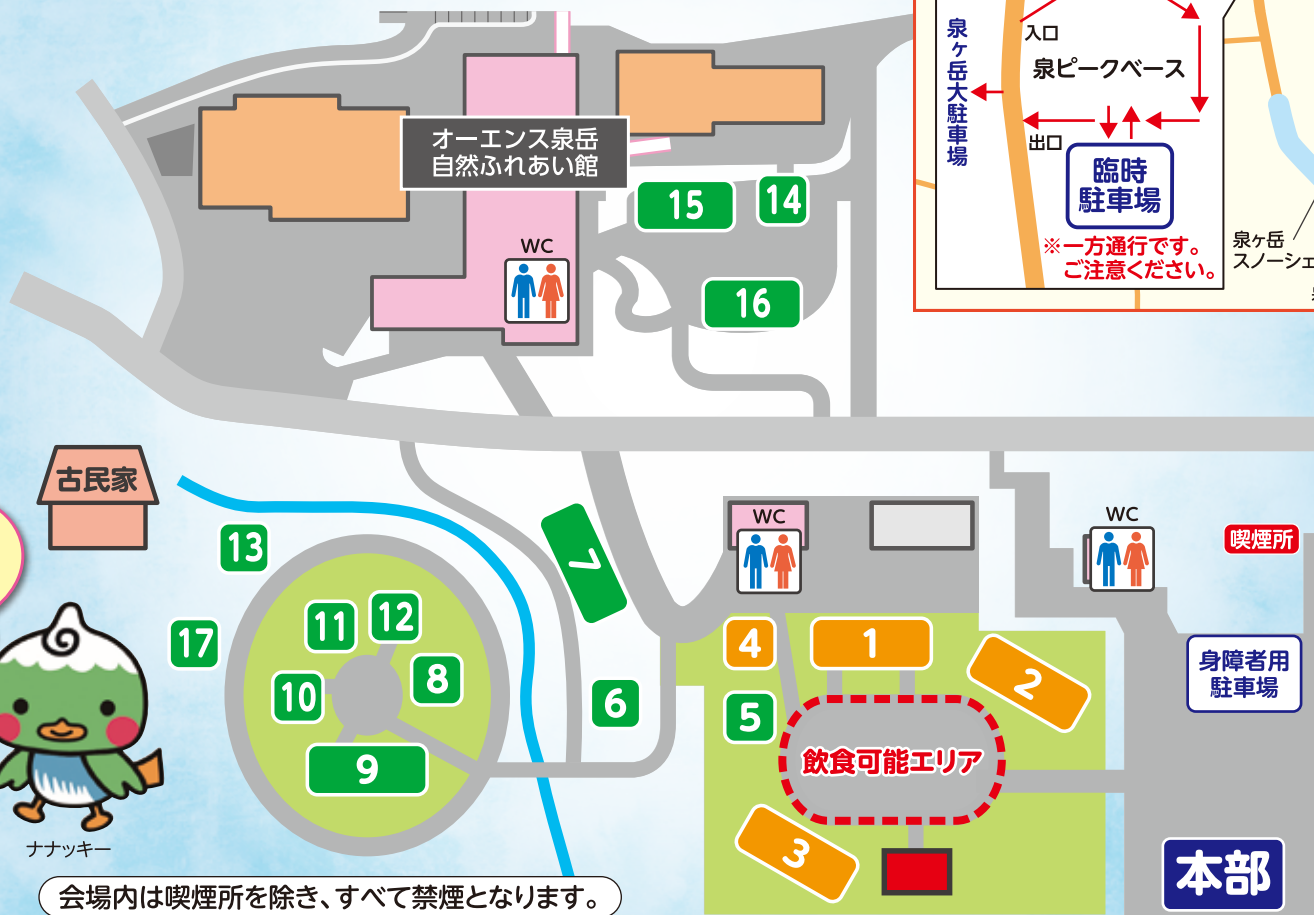 泉ヶ岳大駐車場
入口
泉ピークベース
出口
臨時
駐車場
※一方通行です。
ご注意ください。
泉ヶ岳
スノーシェ
オーエンス泉岳
自然ふれあい館
15
14
WC
16
古民家
13
7
WC
WC
喫煙所
11
12
17
4
1
2
身障者用
駐車場
10
8
6
5
9
飲食可能エリア
3
ナナッキー
本部
会場内は喫煙所を除き、すべて禁煙となります。